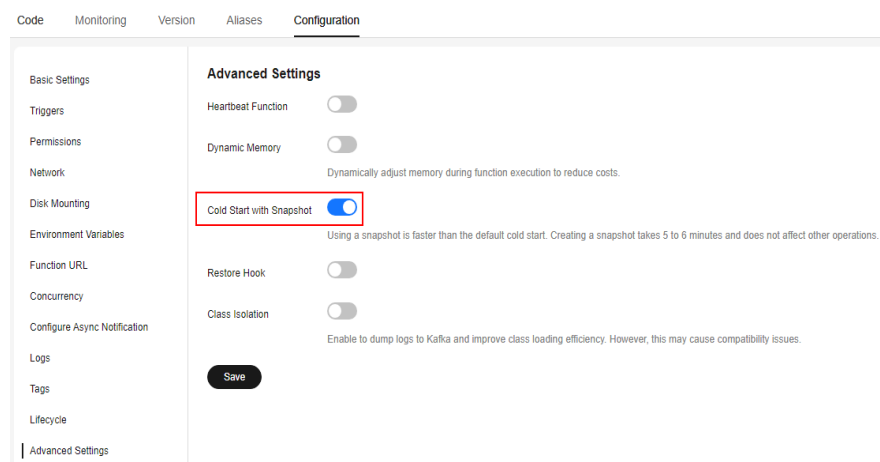 Code Monitoring Version Aliases Configuration
Basic Settings
Triggers
Permissions
Network
Disk Mounting
Environment Variables
Function URL
Concurrency
Configure Async Notification
Logs
Tags
Lifecycle
Advanced Settings
Advanced Settings
Heartbeat Function
Dynamic Memory
Dynamically adjust memory during function execution to reduce costs.
Cold Start with Snapshot
Using a snapshot is faster than the default cold start. Creating a snapshot takes 5 to 6 minutes and does not affect other operations.
Restore Hook
Class Isolation
Enable to dump logs to Kafka and improve class loading efficiency. However, this may cause compatibility issues.
Save